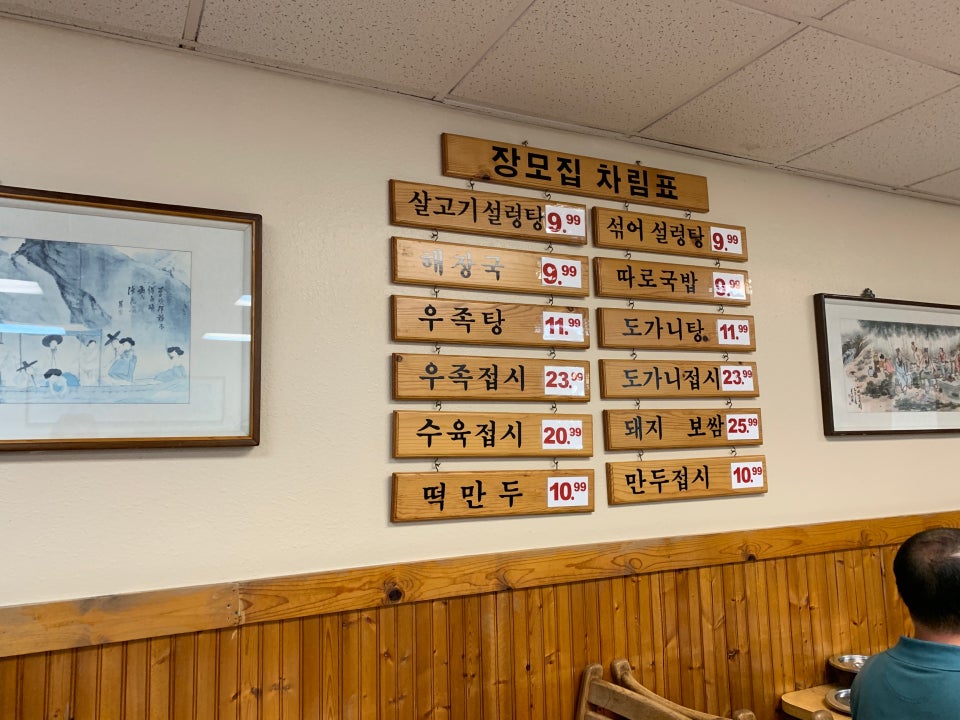 장모집 차림표
살고기설렁탕 9.99
섞어설렁탕 9.99
해장국 9.99
따로국밥 9.99
우족탕 11.99
도가니탕 11.99
우족접시 23.99
도가니접시 23.99
수육접시 20.99
돼지 보쌈 25.99
떡만두 10.99
만두접시 10.99